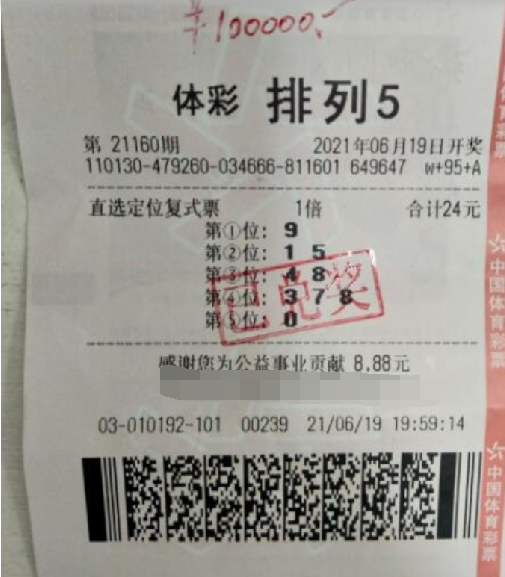 ¥100000.
体彩 排列5
第 21160期 2021年06月19日开奖
110130-479260-034666-811601 649647 w+95+A
直选定位复式票 1倍 合计24元
第①位: 9
第②位: 1 5
第③位: 4 8
第④位: 3 7 8
第⑤位: 0
已兑奖
感谢您为公益事业贡献 8.88元
03-010192-101 00239 21/06/19 19:59:14
中国体育彩票
中国体育彩票